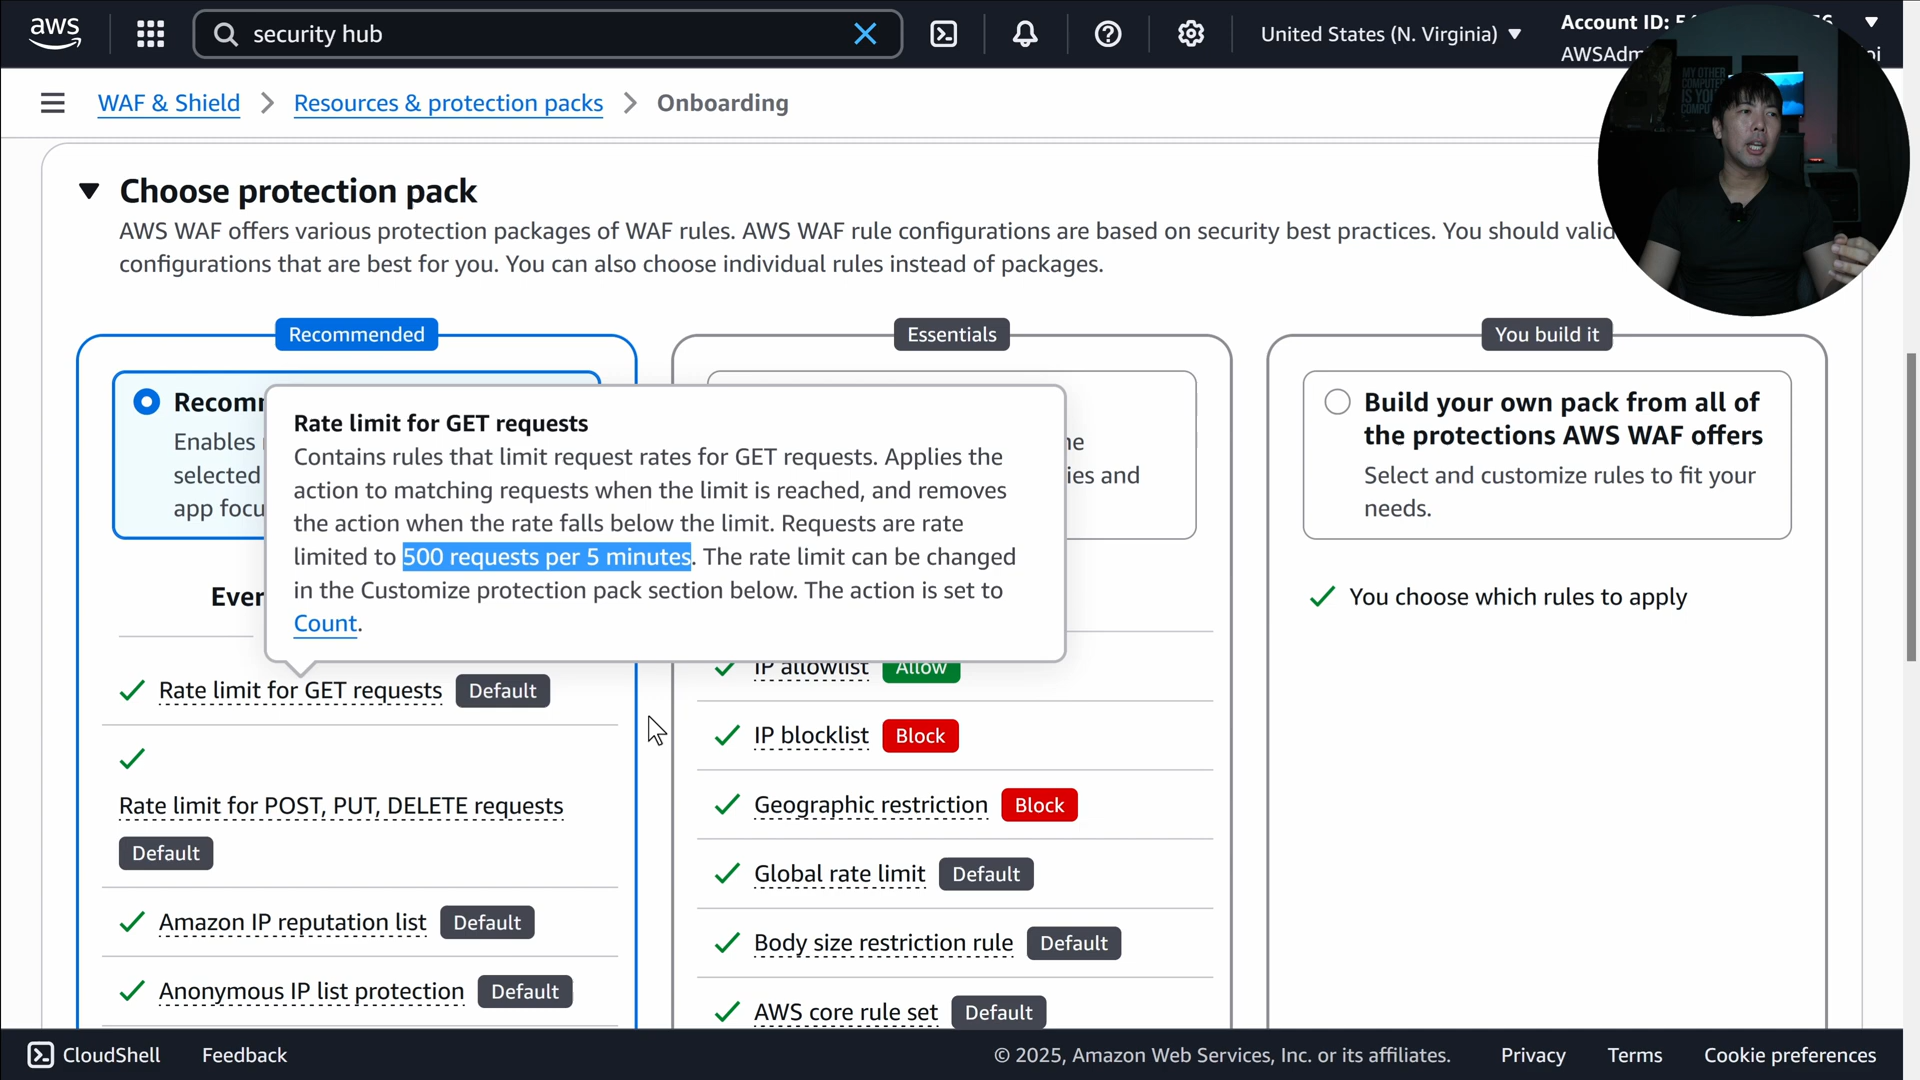 aws
security hub
United States (N. Virginia)
Account ID:
WAF & Shield
Resources & protection packs
Onboarding
MY OTHER
COMPUTER
IS YOUR
COMPUTER
Choose protection pack
AWS WAF offers various protection packages of WAF rules. AWS WAF rule configurations are based on security best practices. You should
configurations that are best for you. You can also choose individual rules instead of packages.
Recommended
Enables
selected
app
Rate limit for GET requests
Contains rules that limit request rates for GET requests. Applies the
action to matching requests when the limit is reached, and removes
the action when the rate falls below the limit. Requests are rate
limited to 500 requests per 5 minutes. The rate limit can be changed
in the Customize protection pack section below. The action is set to
Count.
Rate limit for GET requests Default
Rate limit for POST, PUT, DELETE requests
Default
Amazon IP reputation list Default
Anonymous IP list protection Default
Essentials
and
IP allowlist Allow
IP blocklist Block
Geographic restriction Block
Global rate limit Default
Body size restriction rule Default
AWS core rule set Default
You build it
Build your own pack from all of
the protections AWS WAF offers
Select and customize rules to fit your
needs.
You choose which rules to apply
CloudShell
Feedback
© 2025, Amazon Web Services, Inc. or its affiliates.
Privacy
Terms
Cookie preferences